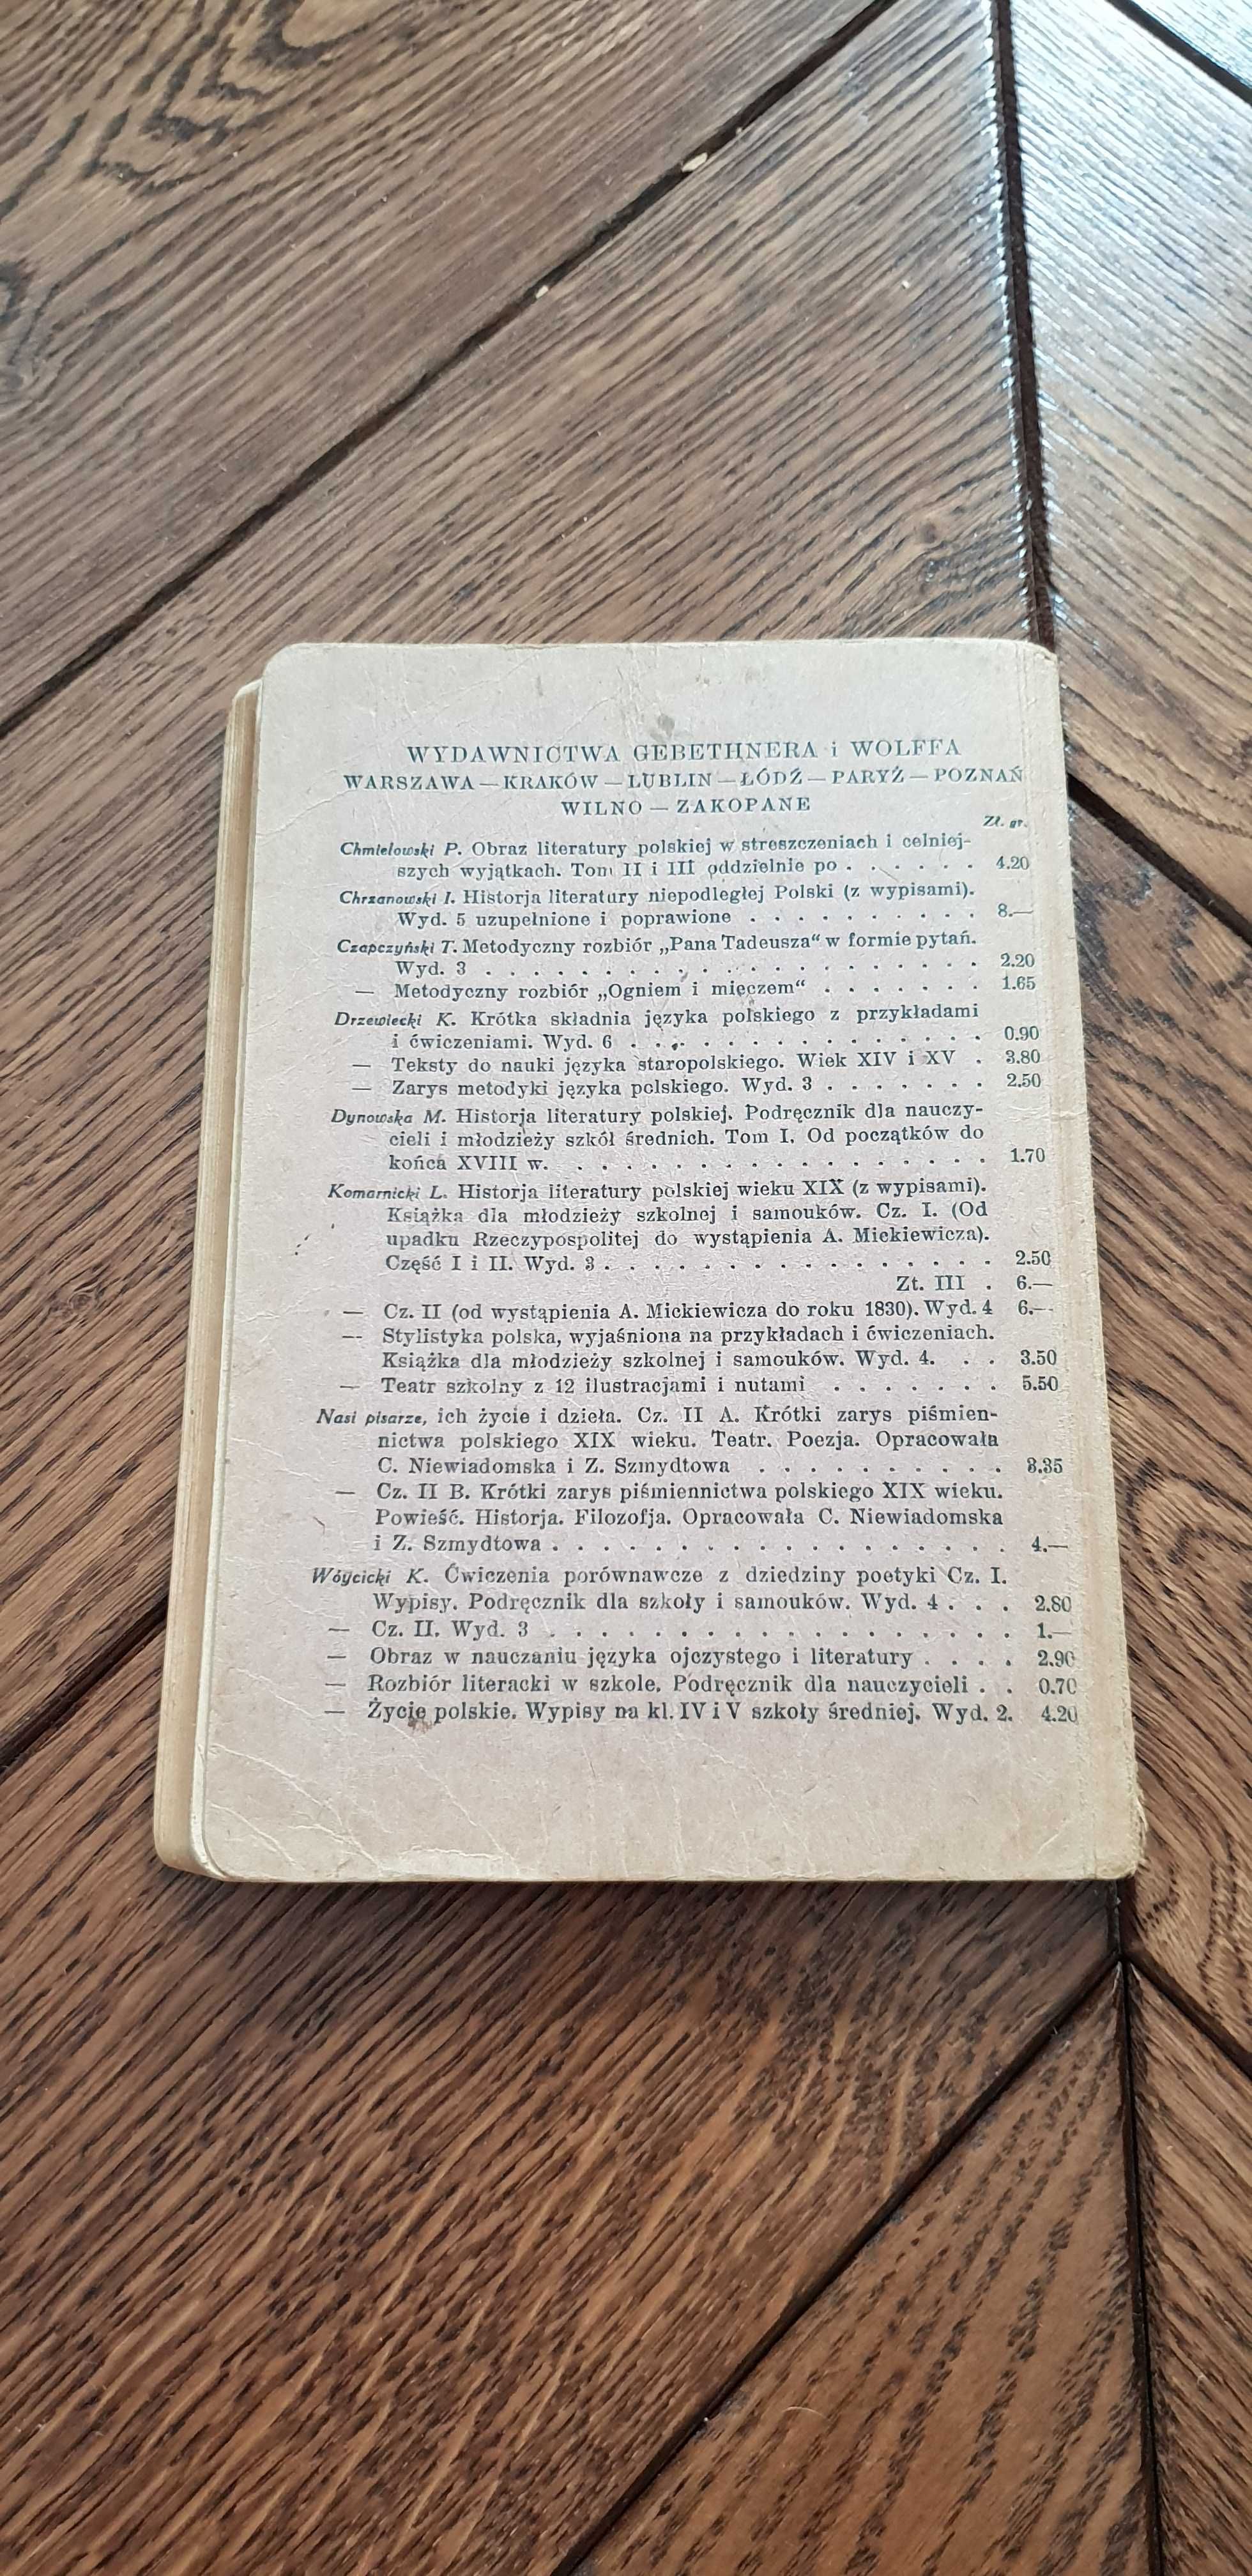 WYDAWNICTWA GEBETHNERA i WOLFFA
WARSZAWA — KRAKÓW — LUBLIN — ŁÓDŹ — PARYŻ — POZNAŃ
WILNO — ZAKOPANE
Zł. gr.
Chmielowski P. Obraz literatury polskiej w streszczeniach i celniej-
szych wyjątkach. Tom II i III oddzielnie po . . . . . . 4.20
Chrzanowski I. Historja literatury niepodległej Polski (z wypisami).
Wyd. 5 uzupełnione i poprawione . . . . . . . . . . 8.—
Czapczyński T. Metodyczny rozbiór „Pana Tadeusza“ w formie pytań.
Wyd. 3 . . . . . . . . . . . . . . . . . . . . . 2.20
— Metodyczny rozbiór „Ogniem i mieczem“ . . . . . . . 1.65
Drzewiecki K. Krótka składnia języka polskiego z przykładami
i ćwiczeniami. Wyd. 6 . . . . . . . . . . . . . . . 0.90
— Teksty do nauki języka staropolskiego. Wiek XIV i XV . 3.80
— Zarys metodyki języka polskiego. Wyd. 3 . . . . . . . 2.50
Dynowska M. Historja literatury polskiej. Podręcznik dla nauczy-
cieli i młodzieży szkół średnich. Tom I. Od początków do
końca XVIII w. . . . . . . . . . . . . . . . . . 1.70
Komarnicki L. Historja literatury polskiej wieku XIX (z wypisami).
Książka dla młodzieży szkolnej i samouków. Cz. I. (Od
upadku Rzeczypospolitej do wystąpienia A. Mickiewicza).
Część I i II. Wyd. 3 . . . . . . . . . . . . . . . . 2.50
Zt. III . 6.—
— Cz. II (od wystąpienia A. Mickiewicza do roku 1830). Wyd. 4 6.—
— Stylistyka polska, wyjaśniona na przykładach i ćwiczeniach.
Książka dla młodzieży szkolnej i samouków. Wyd. 4. . . 3.50
— Teatr szkolny z 12 ilustracjami i nutami . . . . . . . 5.50
Nasi pisarze, ich życie i dzieła. Cz. II A. Krótki zarys piśmien-
nictwa polskiego XIX wieku. Teatr. Poezja. Opracowała
C. Niewiadomska i Z. Szmydtowa . . . . . . . . . . 3.35
— Cz. II B. Krótki zarys piśmiennictwa polskiego XIX wieku.
Powieść. Historja. Filozofja. Opracowała C. Niewiadomska
i Z. Szmydtowa . . . . . . . . . . . . . . . . . . 4.—
Wóycicki K. Ćwiczenia porównawcze z dziedziny poetyki Cz. I.
Wypisy. Podręcznik dla szkoły i samouków. Wyd. 4 . . . 2.80
— Cz. II. Wyd. 3 . . . . . . . . . . . . . . . . . . 1.—
— Obraz w nauczaniu języka ojczystego i literatury . . . . 2.90
— Rozbiór literacki w szkole. Podręcznik dla nauczycieli . . 0.70
— Życie polskie. Wypisy na kl. IV i V szkoły średniej. Wyd. 2. 4.20